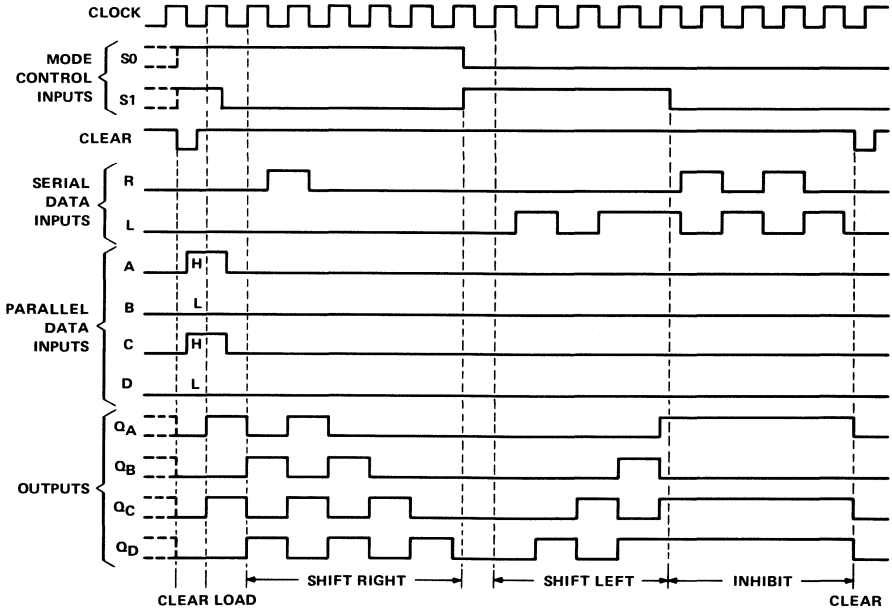 CLOCK
MODE
CONTROL
INPUTS
S0
S1
CLEAR
SERIAL
DATA
INPUTS
R
L
PARALLEL
DATA
INPUTS
A
H
B
L
C
H
D
L
OUTPUTS
QA
QB
QC
QD
SHIFT RIGHT
SHIFT LEFT
INHIBIT
CLEAR LOAD
CLEAR